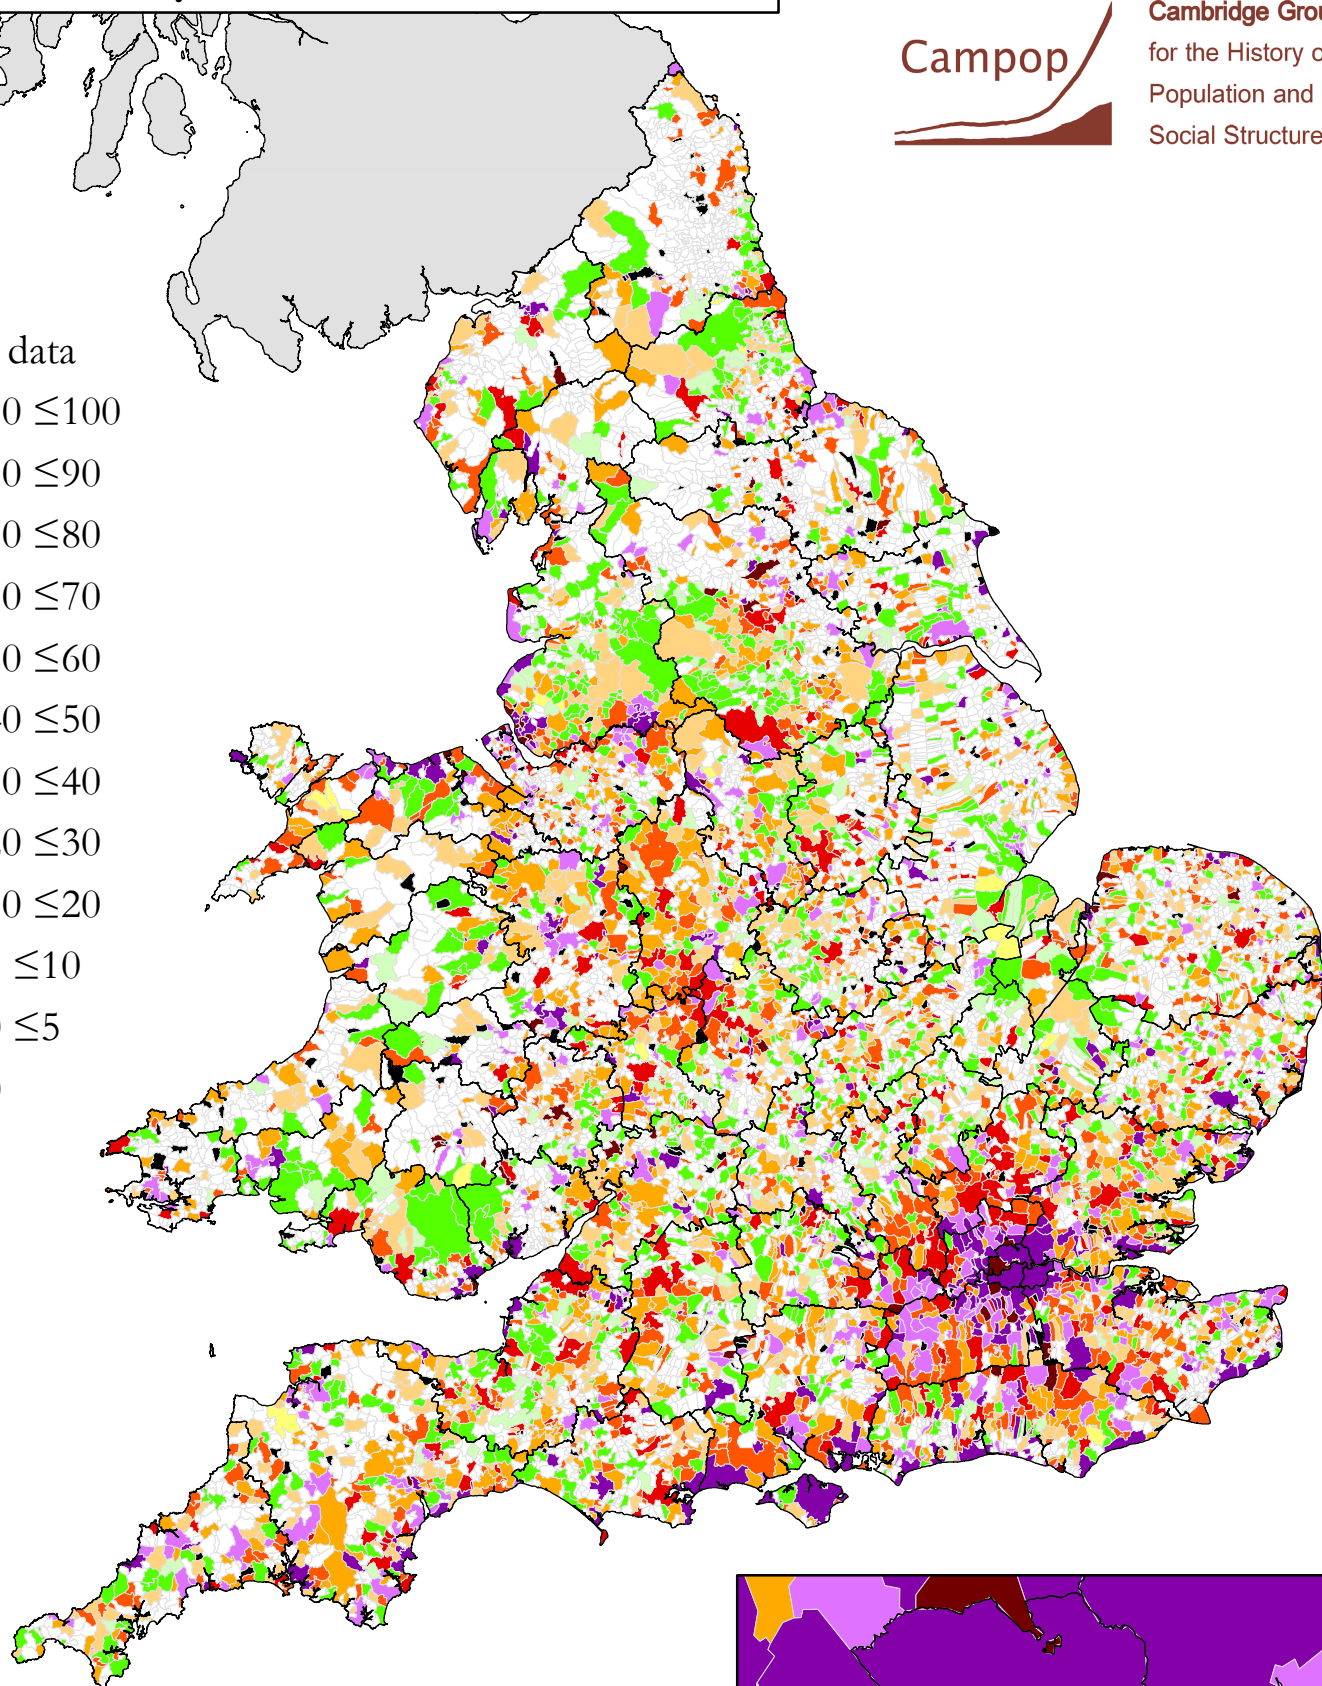 Campop
Cambridge Grou
for the History o
Population and
Social Structure
data
0 ≤100
0 ≤90
0 ≤80
0 ≤70
0 ≤60
0 ≤50
0 ≤40
0 ≤30
0 ≤20
≤10
≤5